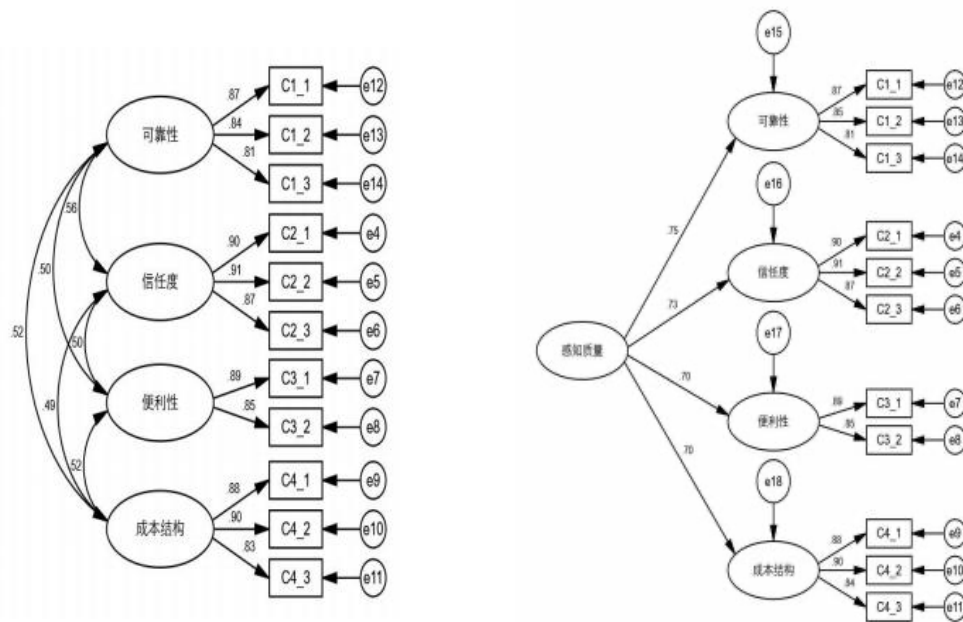 C1_1
e12
.87
可靠性
.84
C1_2
e13
.81
C1_3
e14
.56
.50
C2_1
e4
.90
信任度
.91
C2_2
e5
.87
C2_3
e6
.52
.50
.49
C3_1
e7
.89
便利性
.85
C3_2
e8
.52
C4_1
e9
.88
成本结构
.90
C4_2
e10
.83
C4_3
e11
e15
C1_1
e12
.87
可靠性
.85
C1_2
e13
.81
C1_3
e14
e16
.75
C2_1
e4
.90
信任度
.91
C2_2
e5
.87
C2_3
e6
.73
e17
感知质量
.70
C3_1
e7
.89
便利性
.85
C3_2
e8
.70
e18
C4_1
e9
.88
成本结构
.90
C4_2
e10
.84
C4_3
e11